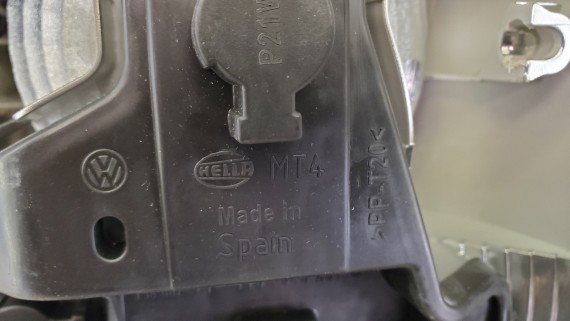 P21W
VW
HELLA MT4
Made in
Spain
>PP-T20<